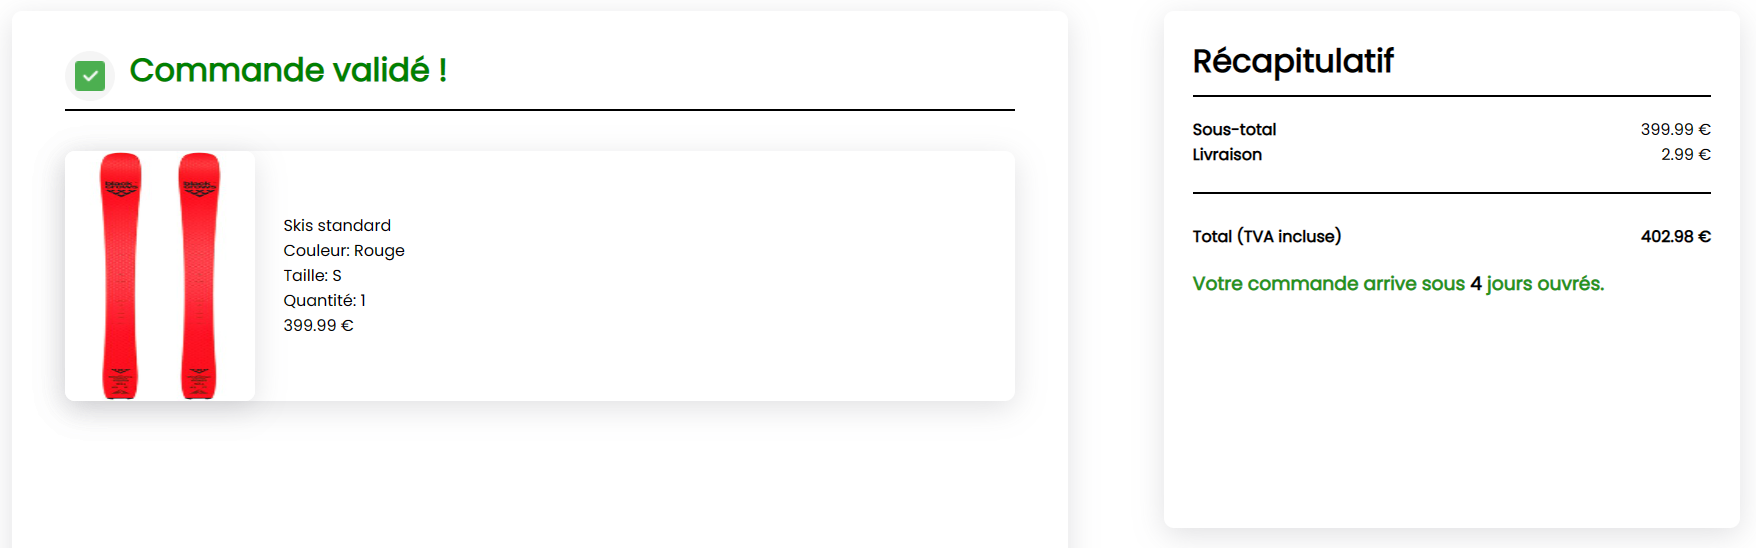 Commande validé !
Skis standard
Couleur: Rouge
Taille: S
Quantité: 1
399.99 €
Récapitulatif
Sous-total 399.99 €
Livraison 2.99 €
Total (TVA incluse) 402.98 €
Votre commande arrive sous 4 jours ouvrés.